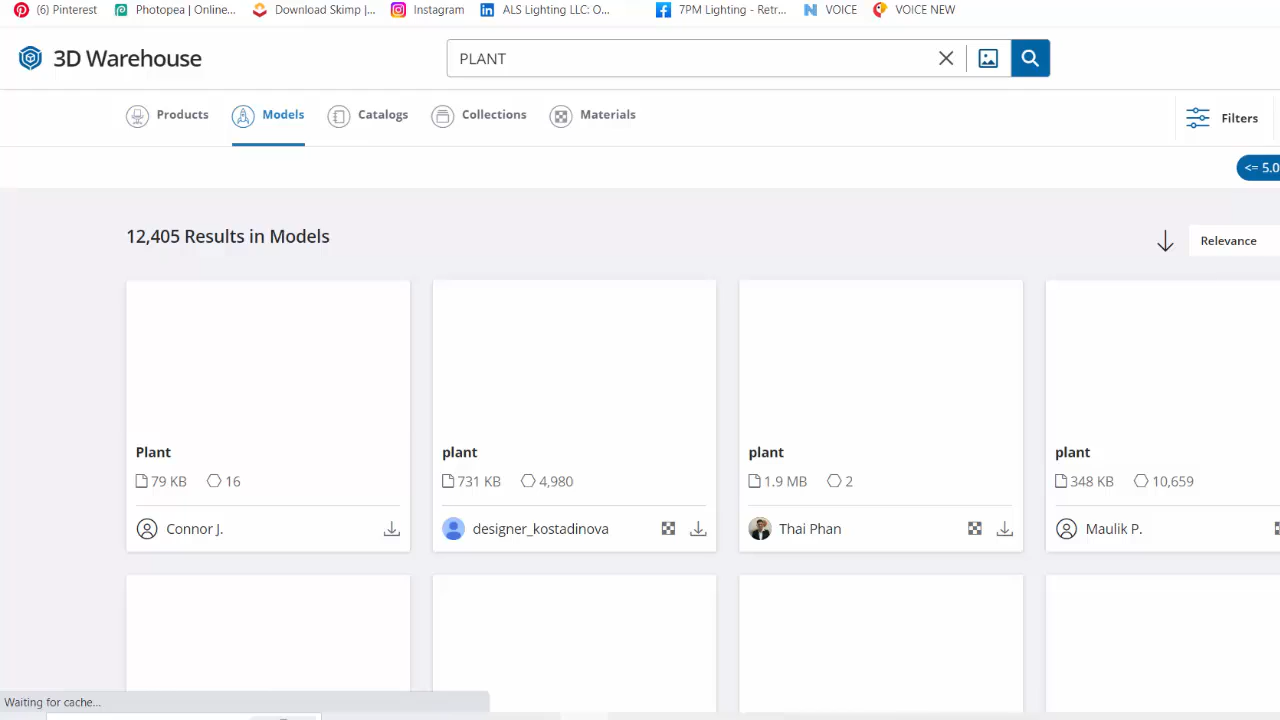 (6) Pinterest Photopea | Online... Download Skimp |... Instagram ALS Lighting LLC: O... 7PM Lighting - Retr... VOICE VOICE NEW
3D Warehouse PLANT
Products Models Catalogs Collections Materials Filters
<= 5.0
12,405 Results in Models Relevance
Plant plant plant plant
79 KB 16 731 KB 4,980 1.9 MB 2 348 KB 10,659
Connor J. designer_kostadinova Thai Phan Maulik P.
Waiting for cache...